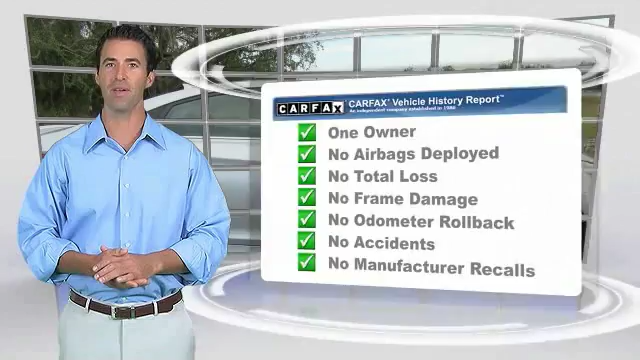 CARFAX CARFAX® Vehicle History Report™
An independent company established in 1986
One Owner
No Airbags Deployed
No Total Loss
No Frame Damage
No Odometer Rollback
No Accidents
No Manufacturer Recalls